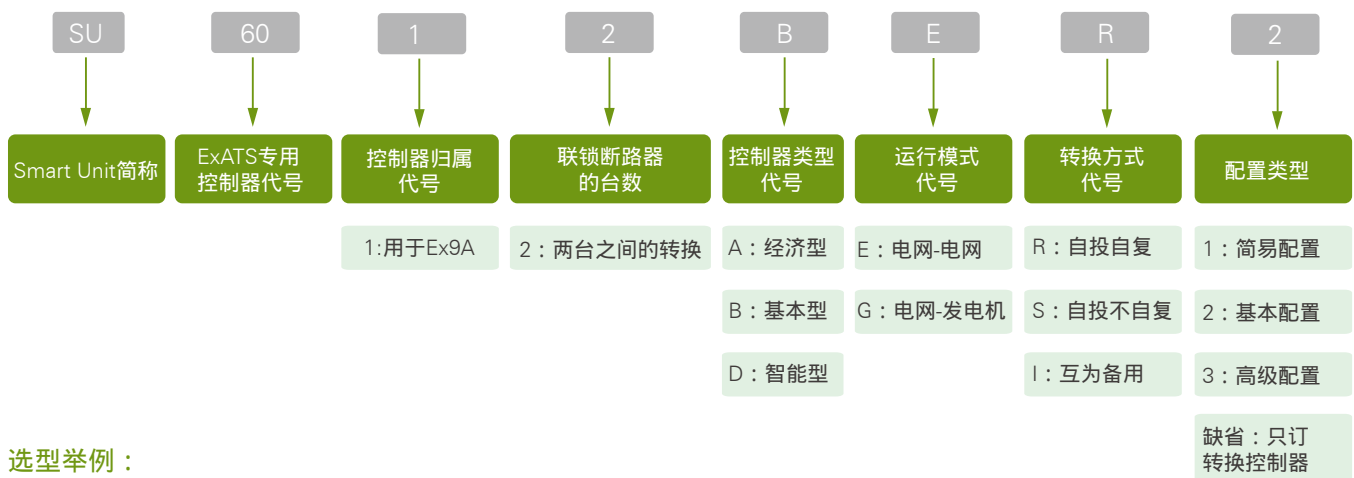 SU 60 1 2 B E R 2
Smart Unit简称
ExATS专用
控制器代号
控制器归属
代号
联锁断路器
的台数
控制器类型
代号
运行模式
代号
转换方式
代号
配置类型
1:用于Ex9A
2：两台之间的转换
A：经济型
E：电网-电网
R：自投自复
1：简易配置
B：基本型
G：电网-发电机
S：自投不自复
2：基本配置
D：智能型
I：互为备用
3：高级配置
缺省：只订
转换控制器
选型举例：